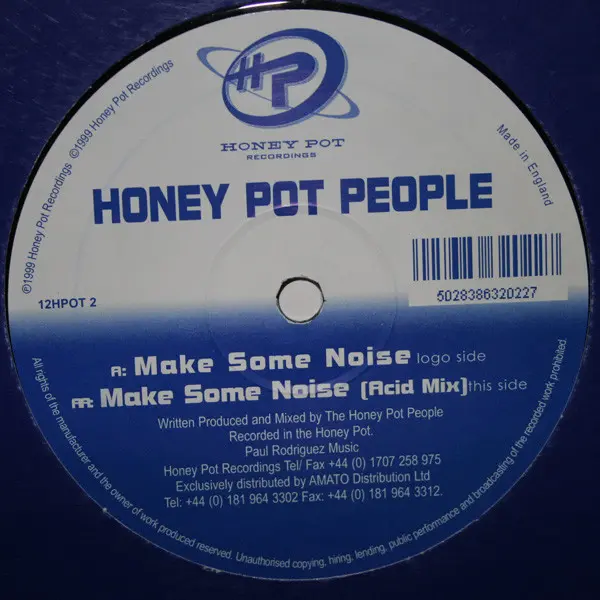 HP
HONEY POT
RECORDINGS
℗1999 Honey Pot Recordings ©1999 Honey Pot Recordings
Made in England
HONEY POT PEOPLE
5028386320227
12HPOT 2
A: Make Some Noise logo side
AA: Make Some Noise (Acid Mix) this side
Written Produced and Mixed by The Honey Pot People
Recorded in the Honey Pot.
Paul Rodriguez Music
Honey Pot Recordings Tel/ Fax +44 (0) 1707 258 975
Exclusively distributed by AMATO Distribution Ltd
Tel: +44 (0) 181 964 3302 Fax: +44 (0) 181 964 3312.
All rights of the manufacturer and the owner of work produced reserved. Unauthorised copying, hiring, lending, public performance and broadcasting of the recorded work prohibited.